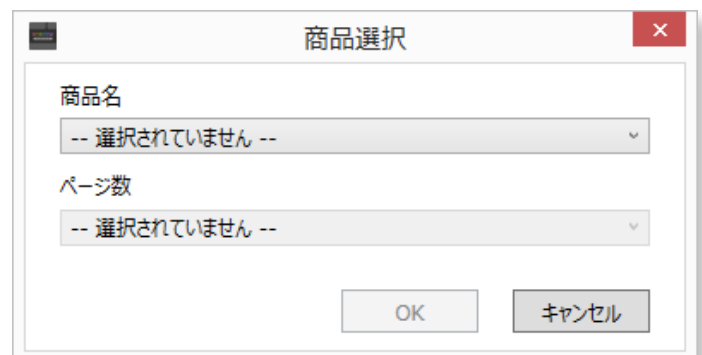 商品選択
商品名
-- 選択されていません --
ページ数
-- 選択されていません --
OK
キャンセル